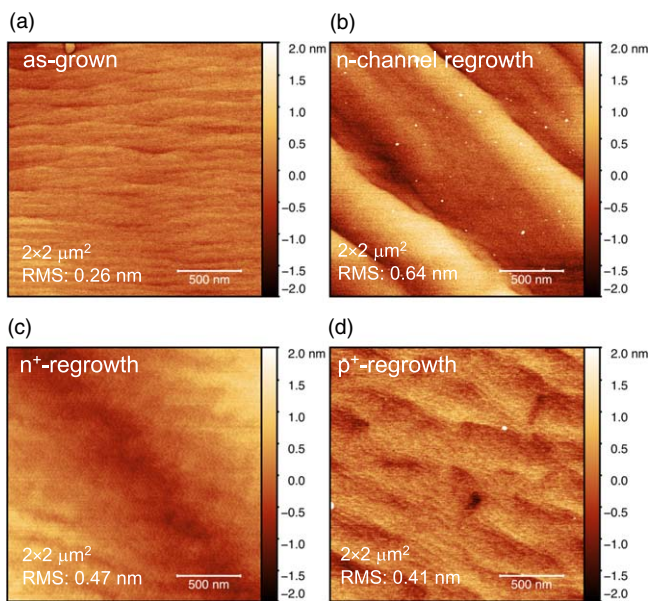 (a)
as-grown
2×2 μm²
RMS: 0.26 nm
500 nm
2.0 nm
1.5
1.0
0.5
0.0
−0.5
−1.0
−1.5
−2.0
(b)
n-channel regrowth
2×2 μm²
RMS: 0.64 nm
500 nm
2.0 nm
1.5
1.0
0.5
0.0
−0.5
−1.0
−1.5
−2.0
(c)
n⁺-regrowth
2×2 μm²
RMS: 0.47 nm
500 nm
2.0 nm
1.5
1.0
0.5
0.0
−0.5
−1.0
−1.5
−2.0
(d)
p⁺-regrowth
2×2 μm²
RMS: 0.41 nm
500 nm
2.0 nm
1.5
1.0
0.5
0.0
−0.5
−1.0
−1.5
−2.0